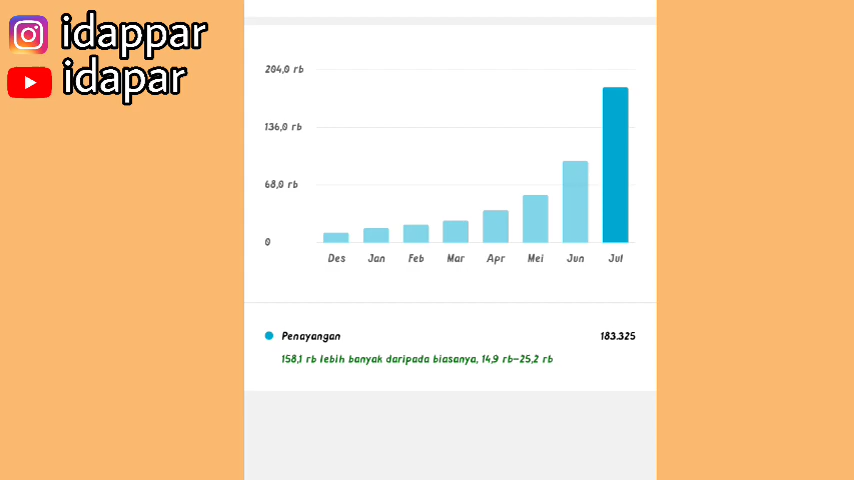 idappar
idapar
204,0 rb
136,0 rb
68,0 rb
0
Des Jan Feb Mar Apr Mei Jun Jul
Penayangan 183.325
158,1 rb lebih banyak daripada biasanya, 14,9 rb–25,2 rb